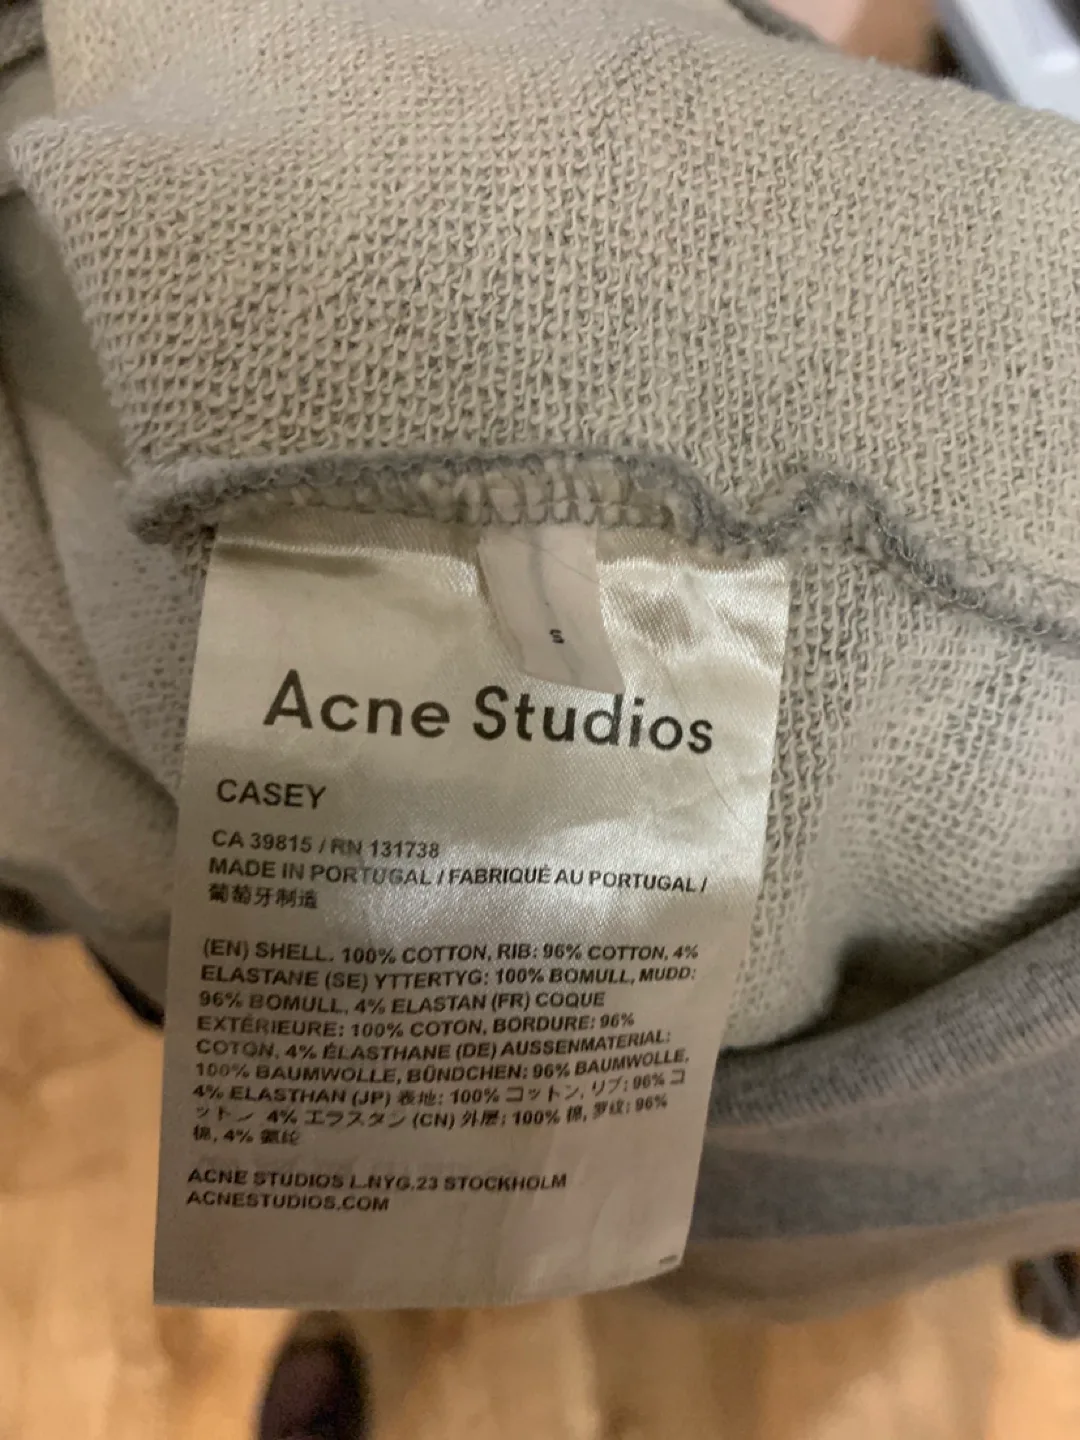 S
Acne Studios
CASEY
CA 39815 / RN 131738
MADE IN PORTUGAL / FABRIQUÉ AU PORTUGAL /
葡萄牙制造
(EN) SHELL. 100% COTTON, RIB: 96% COTTON, 4%
ELASTANE (SE) YTTERTYG: 100% BOMULL, MUDD:
96% BOMULL, 4% ELASTAN (FR) COQUE
EXTÉRIEURE: 100% COTON, BORDURE: 96%
COTON, 4% ÉLASTHANE (DE) AUSSENMATERIAL:
100% BAUMWOLLE, BÜNDCHEN: 96% BAUMWOLLE,
4% ELASTHAN (JP) 表地: 100% コットン, リブ: 96% コ
ットン 4% エラスタン (CN) 外层: 100% 棉, 罗纹: 96%
棉, 4% 氨纶
ACNE STUDIOS L.NYG.23 STOCKHOLM
ACNESTUDIOS.COM